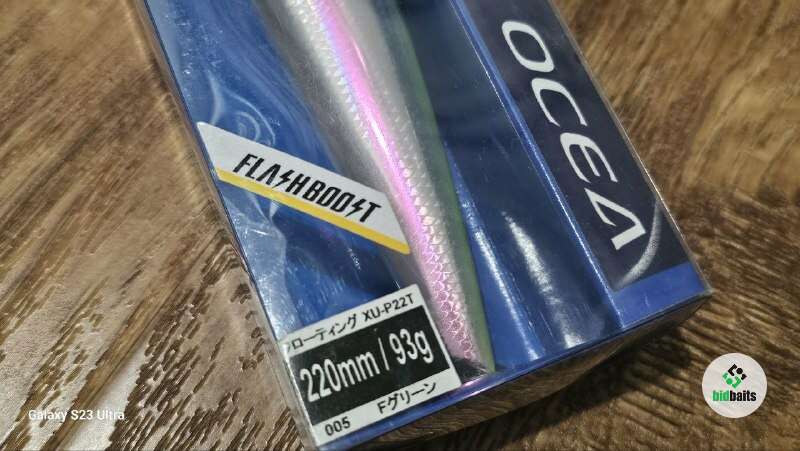 OCEA
FLASHBOOST
フローティング XU-P22T
220mm / 93g
005 Fグリーン
Galaxy S23 Ultra
bidbaits